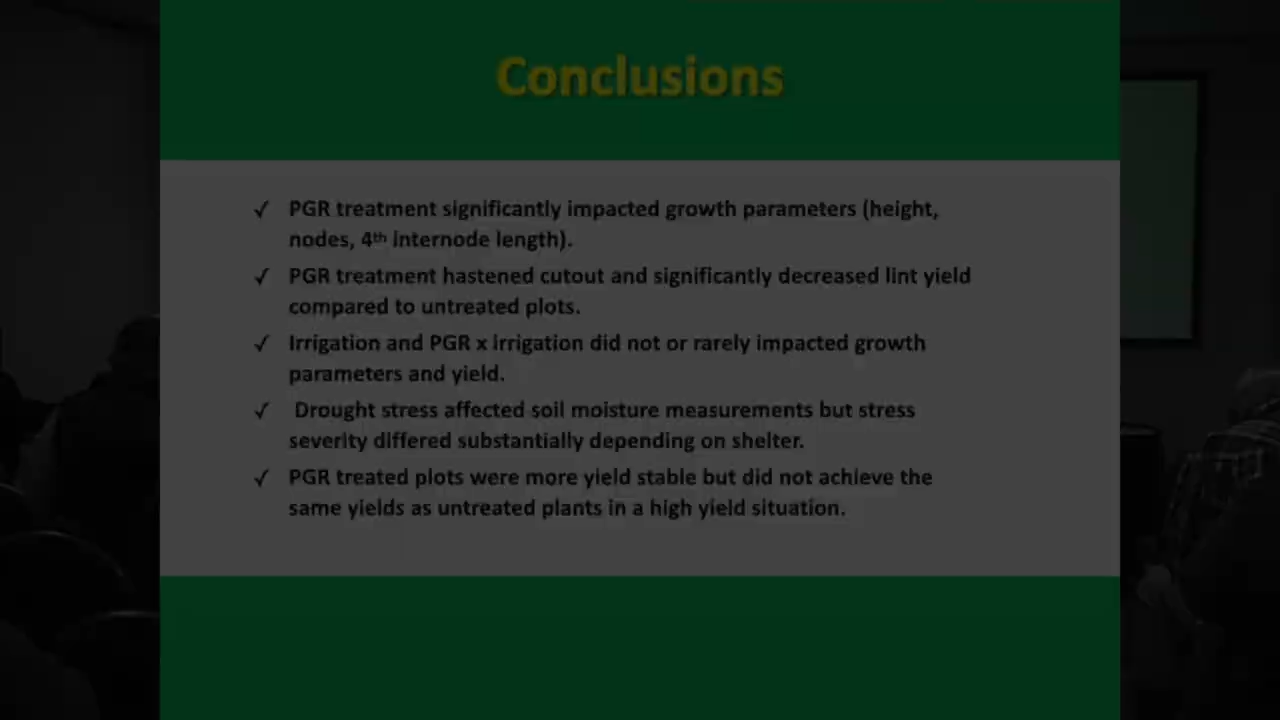 Conclusions
✓ PGR treatment significantly impacted growth parameters (height,
nodes, 4th internode length).
✓ PGR treatment hastened cutout and significantly decreased lint yield
compared to untreated plots.
✓ Irrigation and PGR x irrigation did not or rarely impacted growth
parameters and yield.
✓ Drought stress affected soil moisture measurements but stress
severity differed substantially depending on shelter.
✓ PGR treated plots were more yield stable but did not achieve the
same yields as untreated plants in a high yield situation.